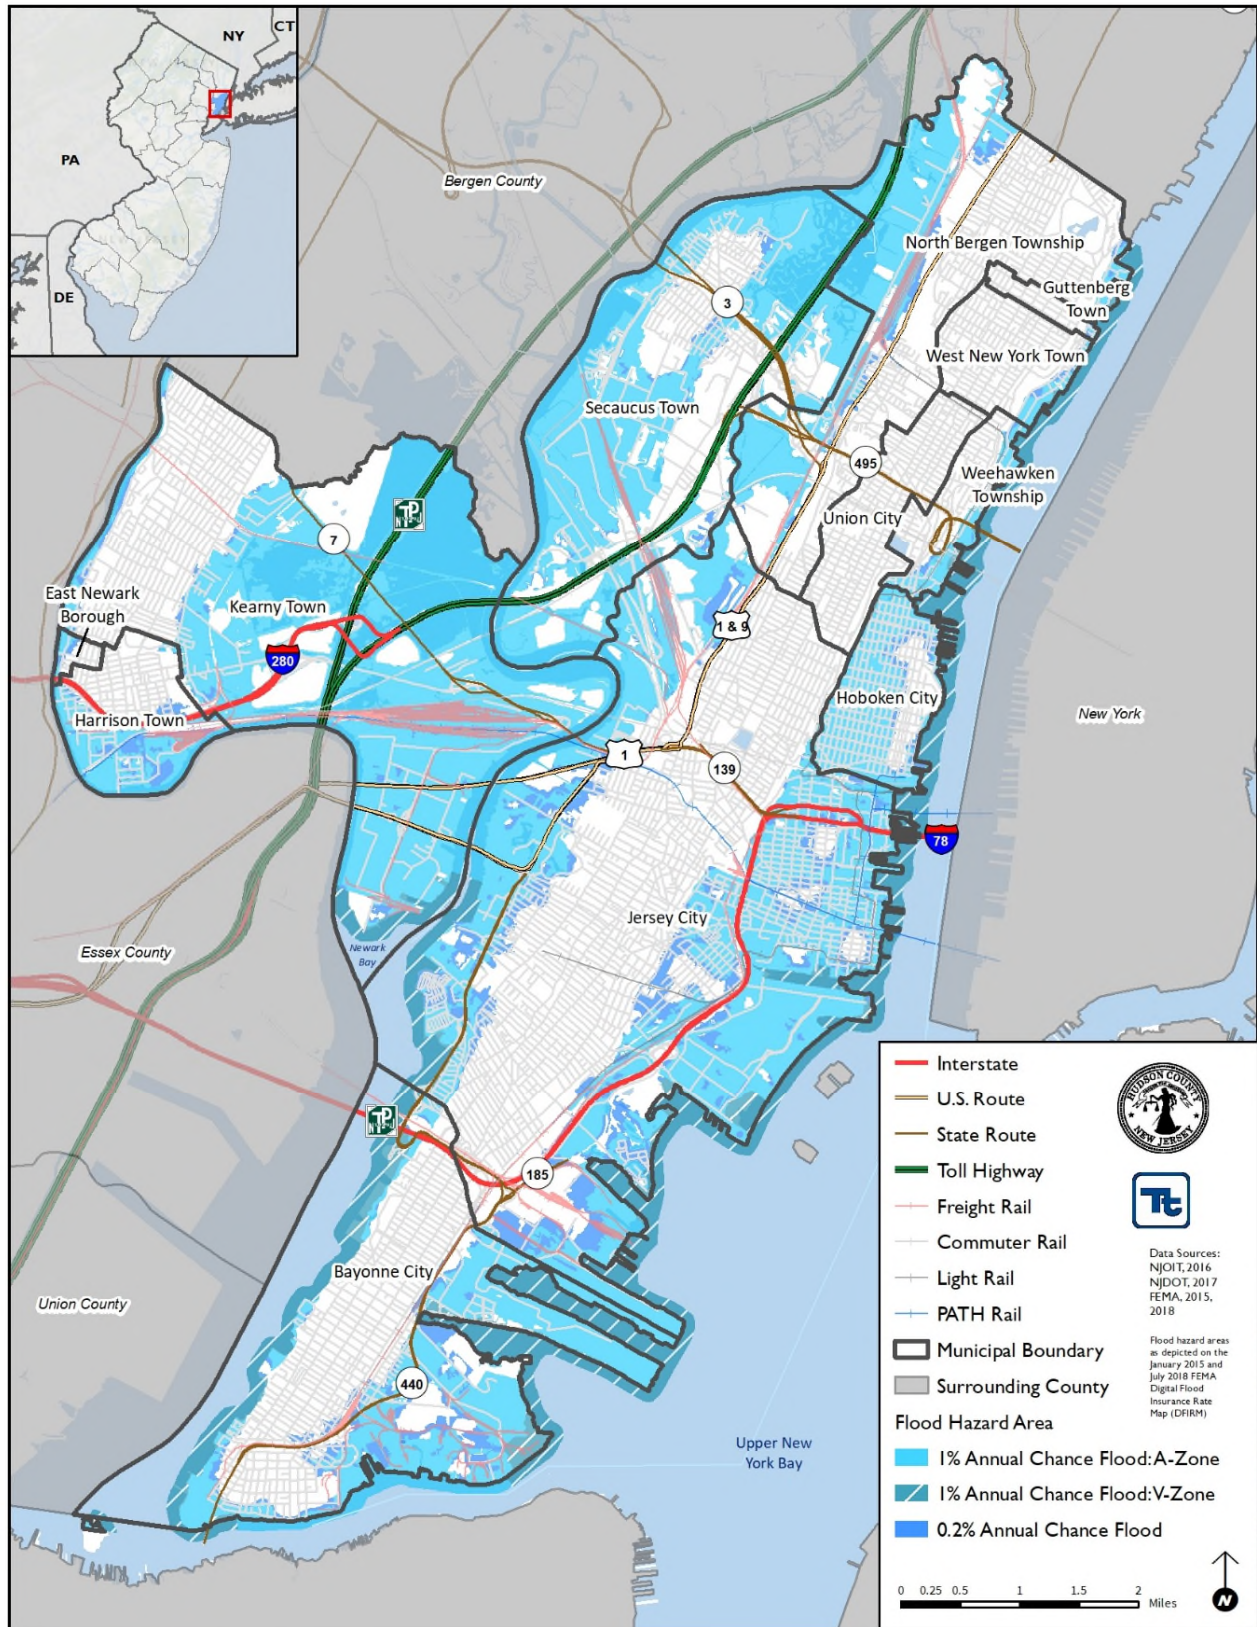 NY
CT
PA
DE
Bergen County
North Bergen Township
Guttenberg
Town
3
West New York Town
Secaucus Town
495
Weehawken
Township
Union City
7
East Newark
Borough
Kearny Town
1 & 9
280
Hoboken City
Harrison Town
New York
1
139
78
Jersey City
Essex County
Newark
Bay
185
Bayonne City
Union County
440
Upper New
York Bay
Interstate
U.S. Route
State Route
Toll Highway
Freight Rail
Commuter Rail
Light Rail
PATH Rail
Municipal Boundary
Surrounding County
Flood Hazard Area
1% Annual Chance Flood: A-Zone
1% Annual Chance Flood: V-Zone
0.2% Annual Chance Flood
HUDSON COUNTY
NEW JERSEY
Tt
Data Sources:
NJOIT, 2016
NJDOT, 2017
FEMA, 2015,
2018
Flood hazard areas
as depicted on the
January 2015 and
July 2018 FEMA
Digital Flood
Insurance Rate
Map (DFIRM)
0 0.25 0.5 1 1.5 2
Miles
N